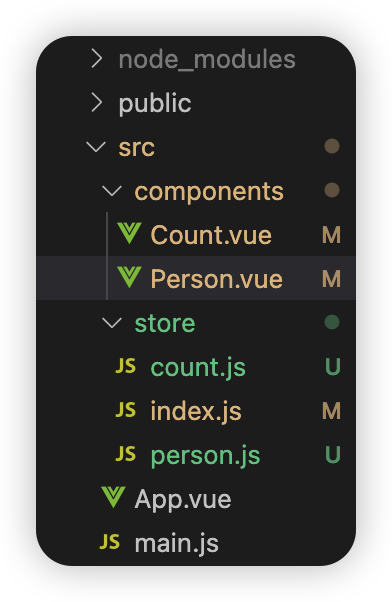 node_modules
public
src
components
Count.vue M
Person.vue M
store
JS count.js U
JS index.js M
JS person.js U
App.vue
JS main.js